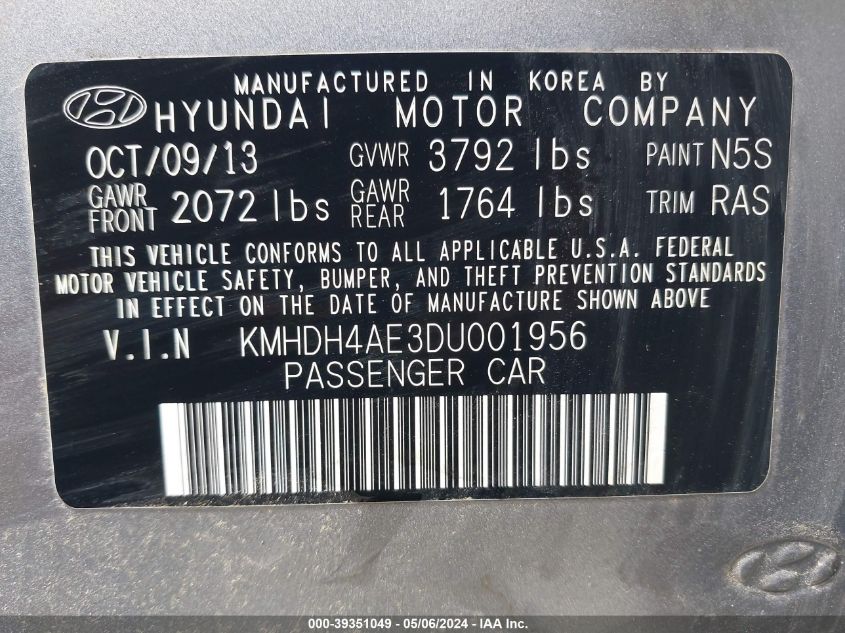 MANUFACTURED IN KOREA BY
HYUNDAI MOTOR COMPANY
OCT/09/13 GVWR 3792 lbs PAINT N5S
GAWR FRONT 2072 lbs GAWR REAR 1764 lbs TRIM RAS
THIS VEHICLE CONFORMS TO ALL APPLICABLE U.S.A. FEDERAL
MOTOR VEHICLE SAFETY, BUMPER, AND THEFT PREVENTION STANDARDS
IN EFFECT ON THE DATE OF MANUFACTURE SHOWN ABOVE
V.I.N KMHDH4AE3DU001956
PASSENGER CAR
000-39351049 - 05/06/2024 - IAA Inc.